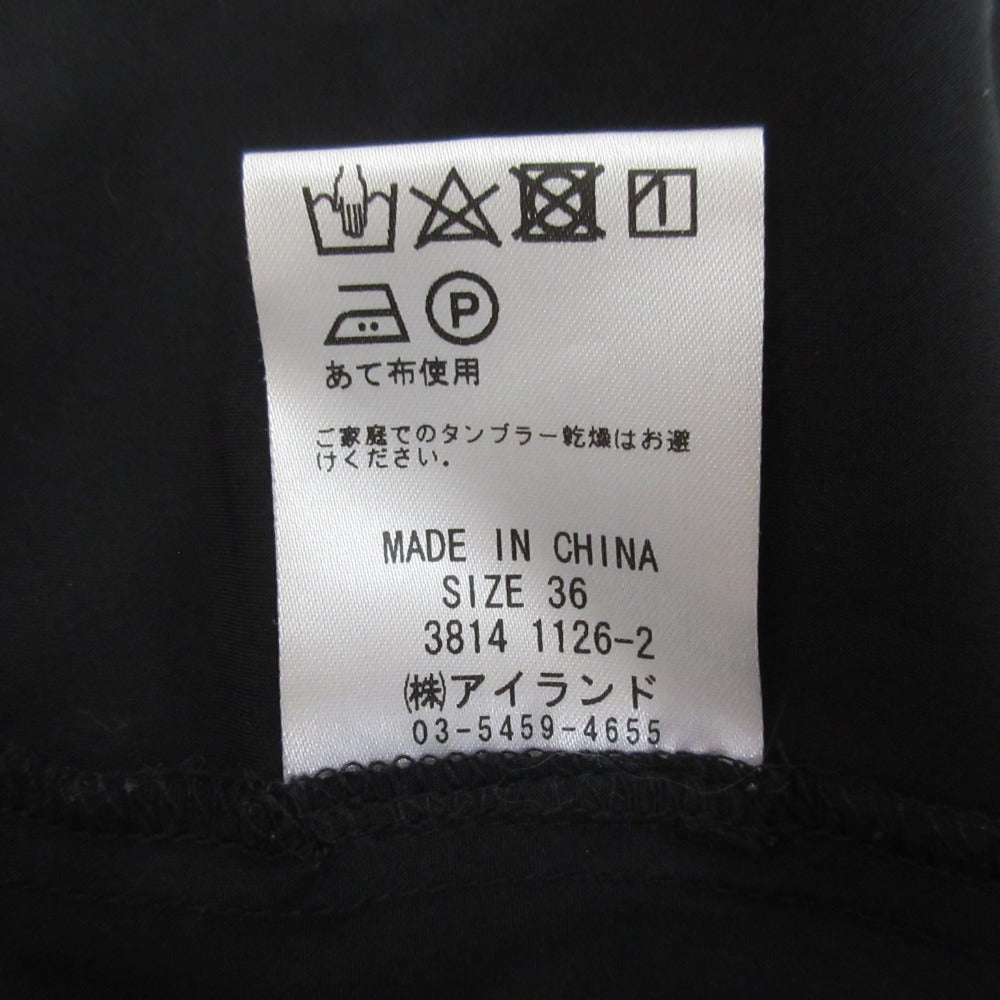 P
あて布使用
ご家庭でのタンブラー乾燥はお避
けください.
MADE IN CHINA
SIZE 36
3814 1126-2
㈱アイランド
03-5459-4655